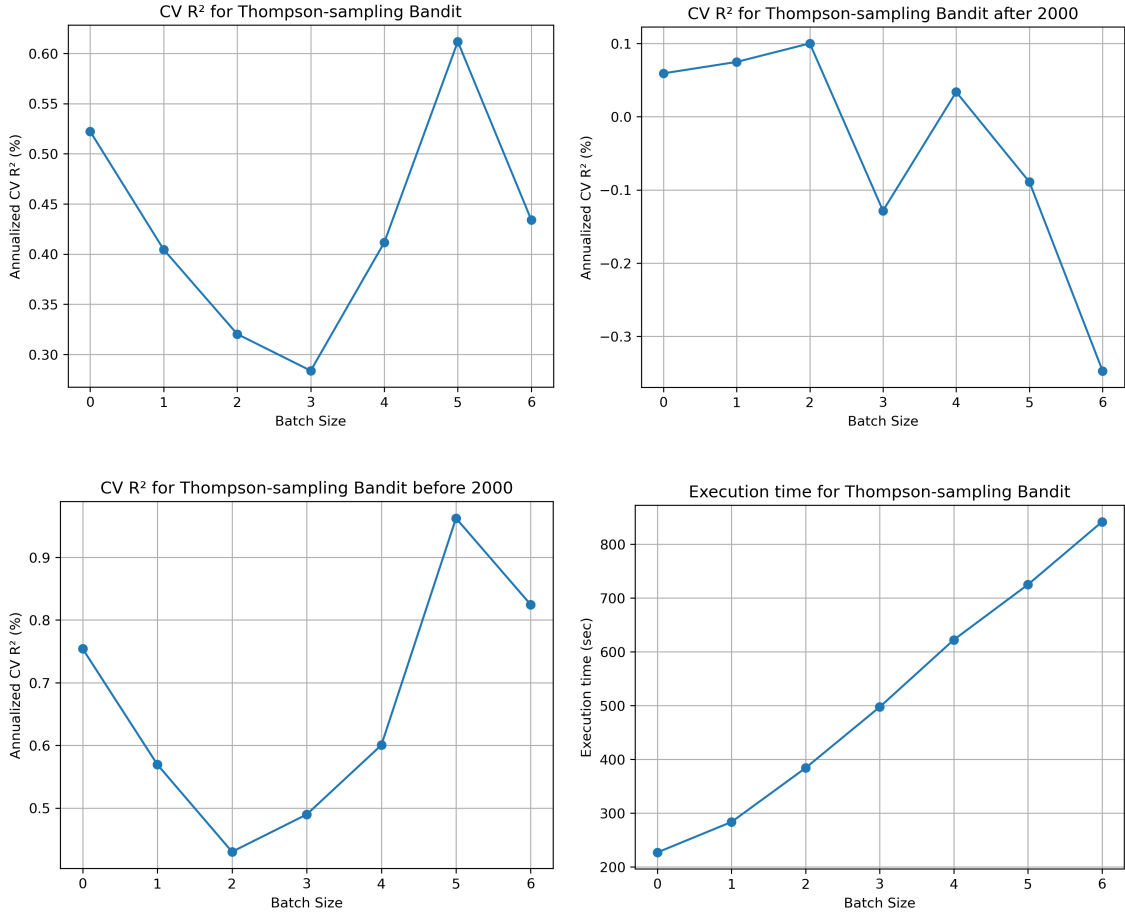 CV R² for Thompson-sampling Bandit
Annualized CV R² (%)
0.60
0.55
0.50
0.45
0.40
0.35
0.30
0 1 2 3 4 5 6
Batch Size
CV R² for Thompson-sampling Bandit after 2000
Annualized CV R² (%)
0.1
0.0
−0.1
−0.2
−0.3
0 1 2 3 4 5 6
Batch Size
CV R² for Thompson-sampling Bandit before 2000
Annualized CV R² (%)
0.9
0.8
0.7
0.6
0.5
0 1 2 3 4 5 6
Batch Size
Execution time for Thompson-sampling Bandit
Execution time (sec)
800
700
600
500
400
300
200
0 1 2 3 4 5 6
Batch Size